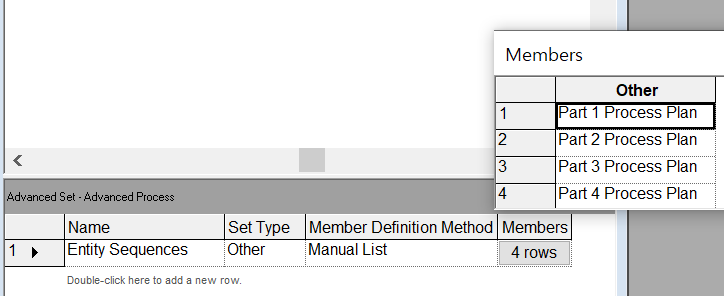 Members
Other
1 Part 1 Process Plan
2 Part 2 Process Plan
3 Part 3 Process Plan
4 Part 4 Process Plan
Advanced Set - Advanced Process
Name Set Type Member Definition Method Members
1 Entity Sequences Other Manual List 4 rows
Double-click here to add a new row.